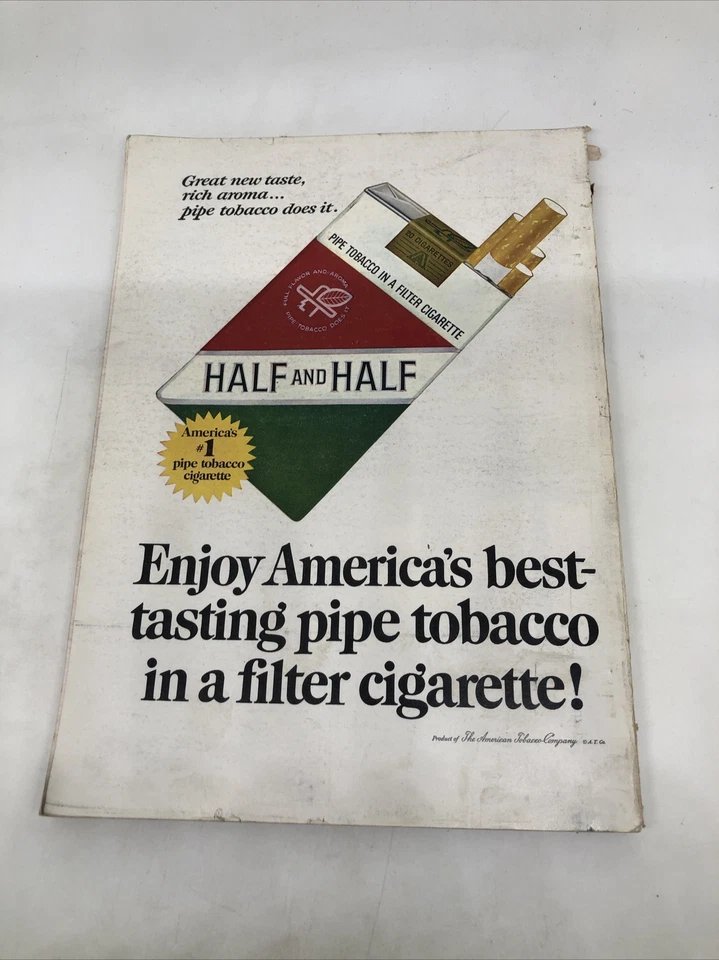 Great new taste,
rich aroma...
pipe tobacco does it.
20 CIGARETTES
PIPE TOBACCO IN A FILTER CIGARETTE
FULL FLAVOR AND AROMA
PIPE TOBACCO DOES IT
HALF AND HALF
America's
#1
pipe tobacco
cigarette
Enjoy America's best-
tasting pipe tobacco
in a filter cigarette!
Product of The American Tobacco Company © A.T. Co.